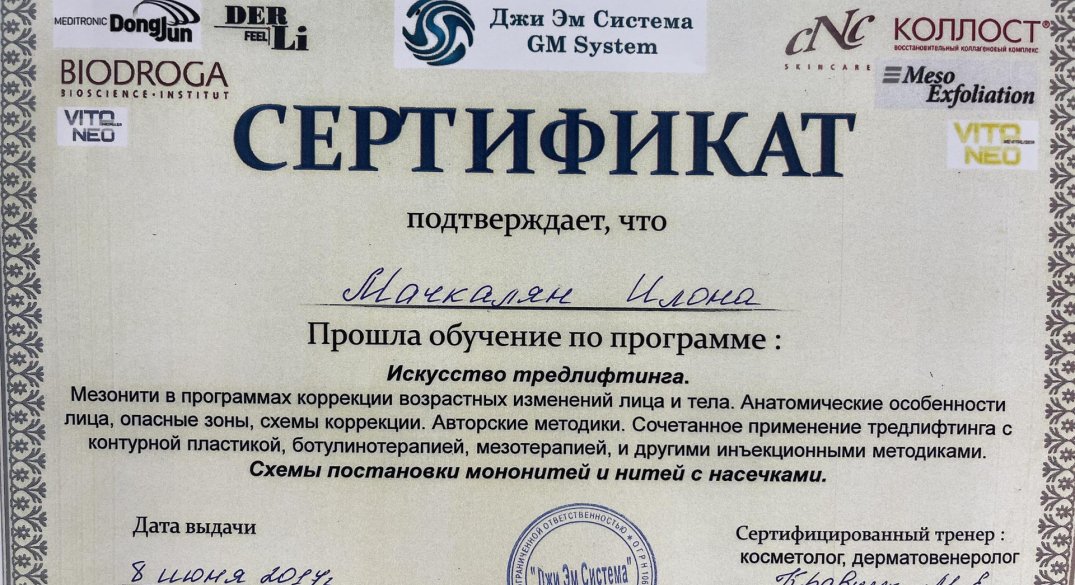 MEDITRONIC DongJun
DER FEEL Li
Джи Эм Система
GM System
CNC
SKINCARE
КОЛЛОСТ®
ВОССТАНОВИТЕЛЬНЫЙ КОЛЛАГЕНОВЫЙ КОМПЛЕКС
BIODROGA
BIOSCIENCE·INSTITUT
Meso
Exfoliation
VITO
NEO
VITO
NEO
СЕРТИФИКАТ
подтверждает, что
Мачкалян Илона
Прошла обучение по программе :
Искусство тредлифтинга.
Мезонити в программах коррекции возрастных изменений лица и тела. Анатомические особенности
лица, опасные зоны, схемы коррекции. Авторские методики. Сочетанное применение тредлифтинга с
контурной пластикой, ботулинотерапией, мезотерапией, и другими инъекционными методиками.
Схемы постановки мононитей и нитей с насечками.
Дата выдачи
8 июня
Сертифицированный тренер :
косметолог, дерматовенеролог
ОТВЕТСТВЕННОСТЬЮ * ОГРН
"Джи Эм Система"